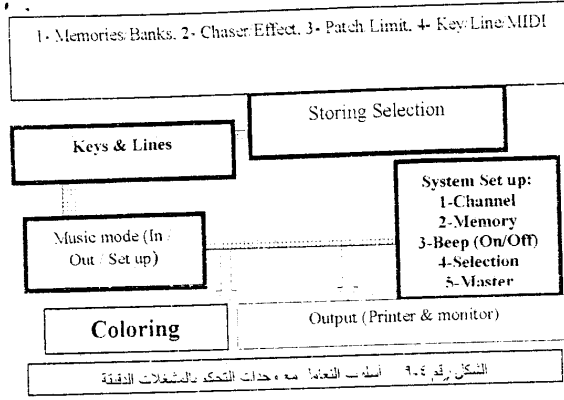 1- Memories/Banks, 2- Chaser/Effect, 3- Patch Limit, 4- Key/Line/MIDI
Storing Selection
Keys & Lines
System Set up:
1-Channel
2-Memory
3-Beep (On/Off)
4-Selection
5-Master
Music mode (In /
Out / Set up)
Coloring
Output (Printer & monitor)
الشكل رقم ٩.٤ أسلوب التعامل مع وحدات التحكم بالمشغلات الدقيقة